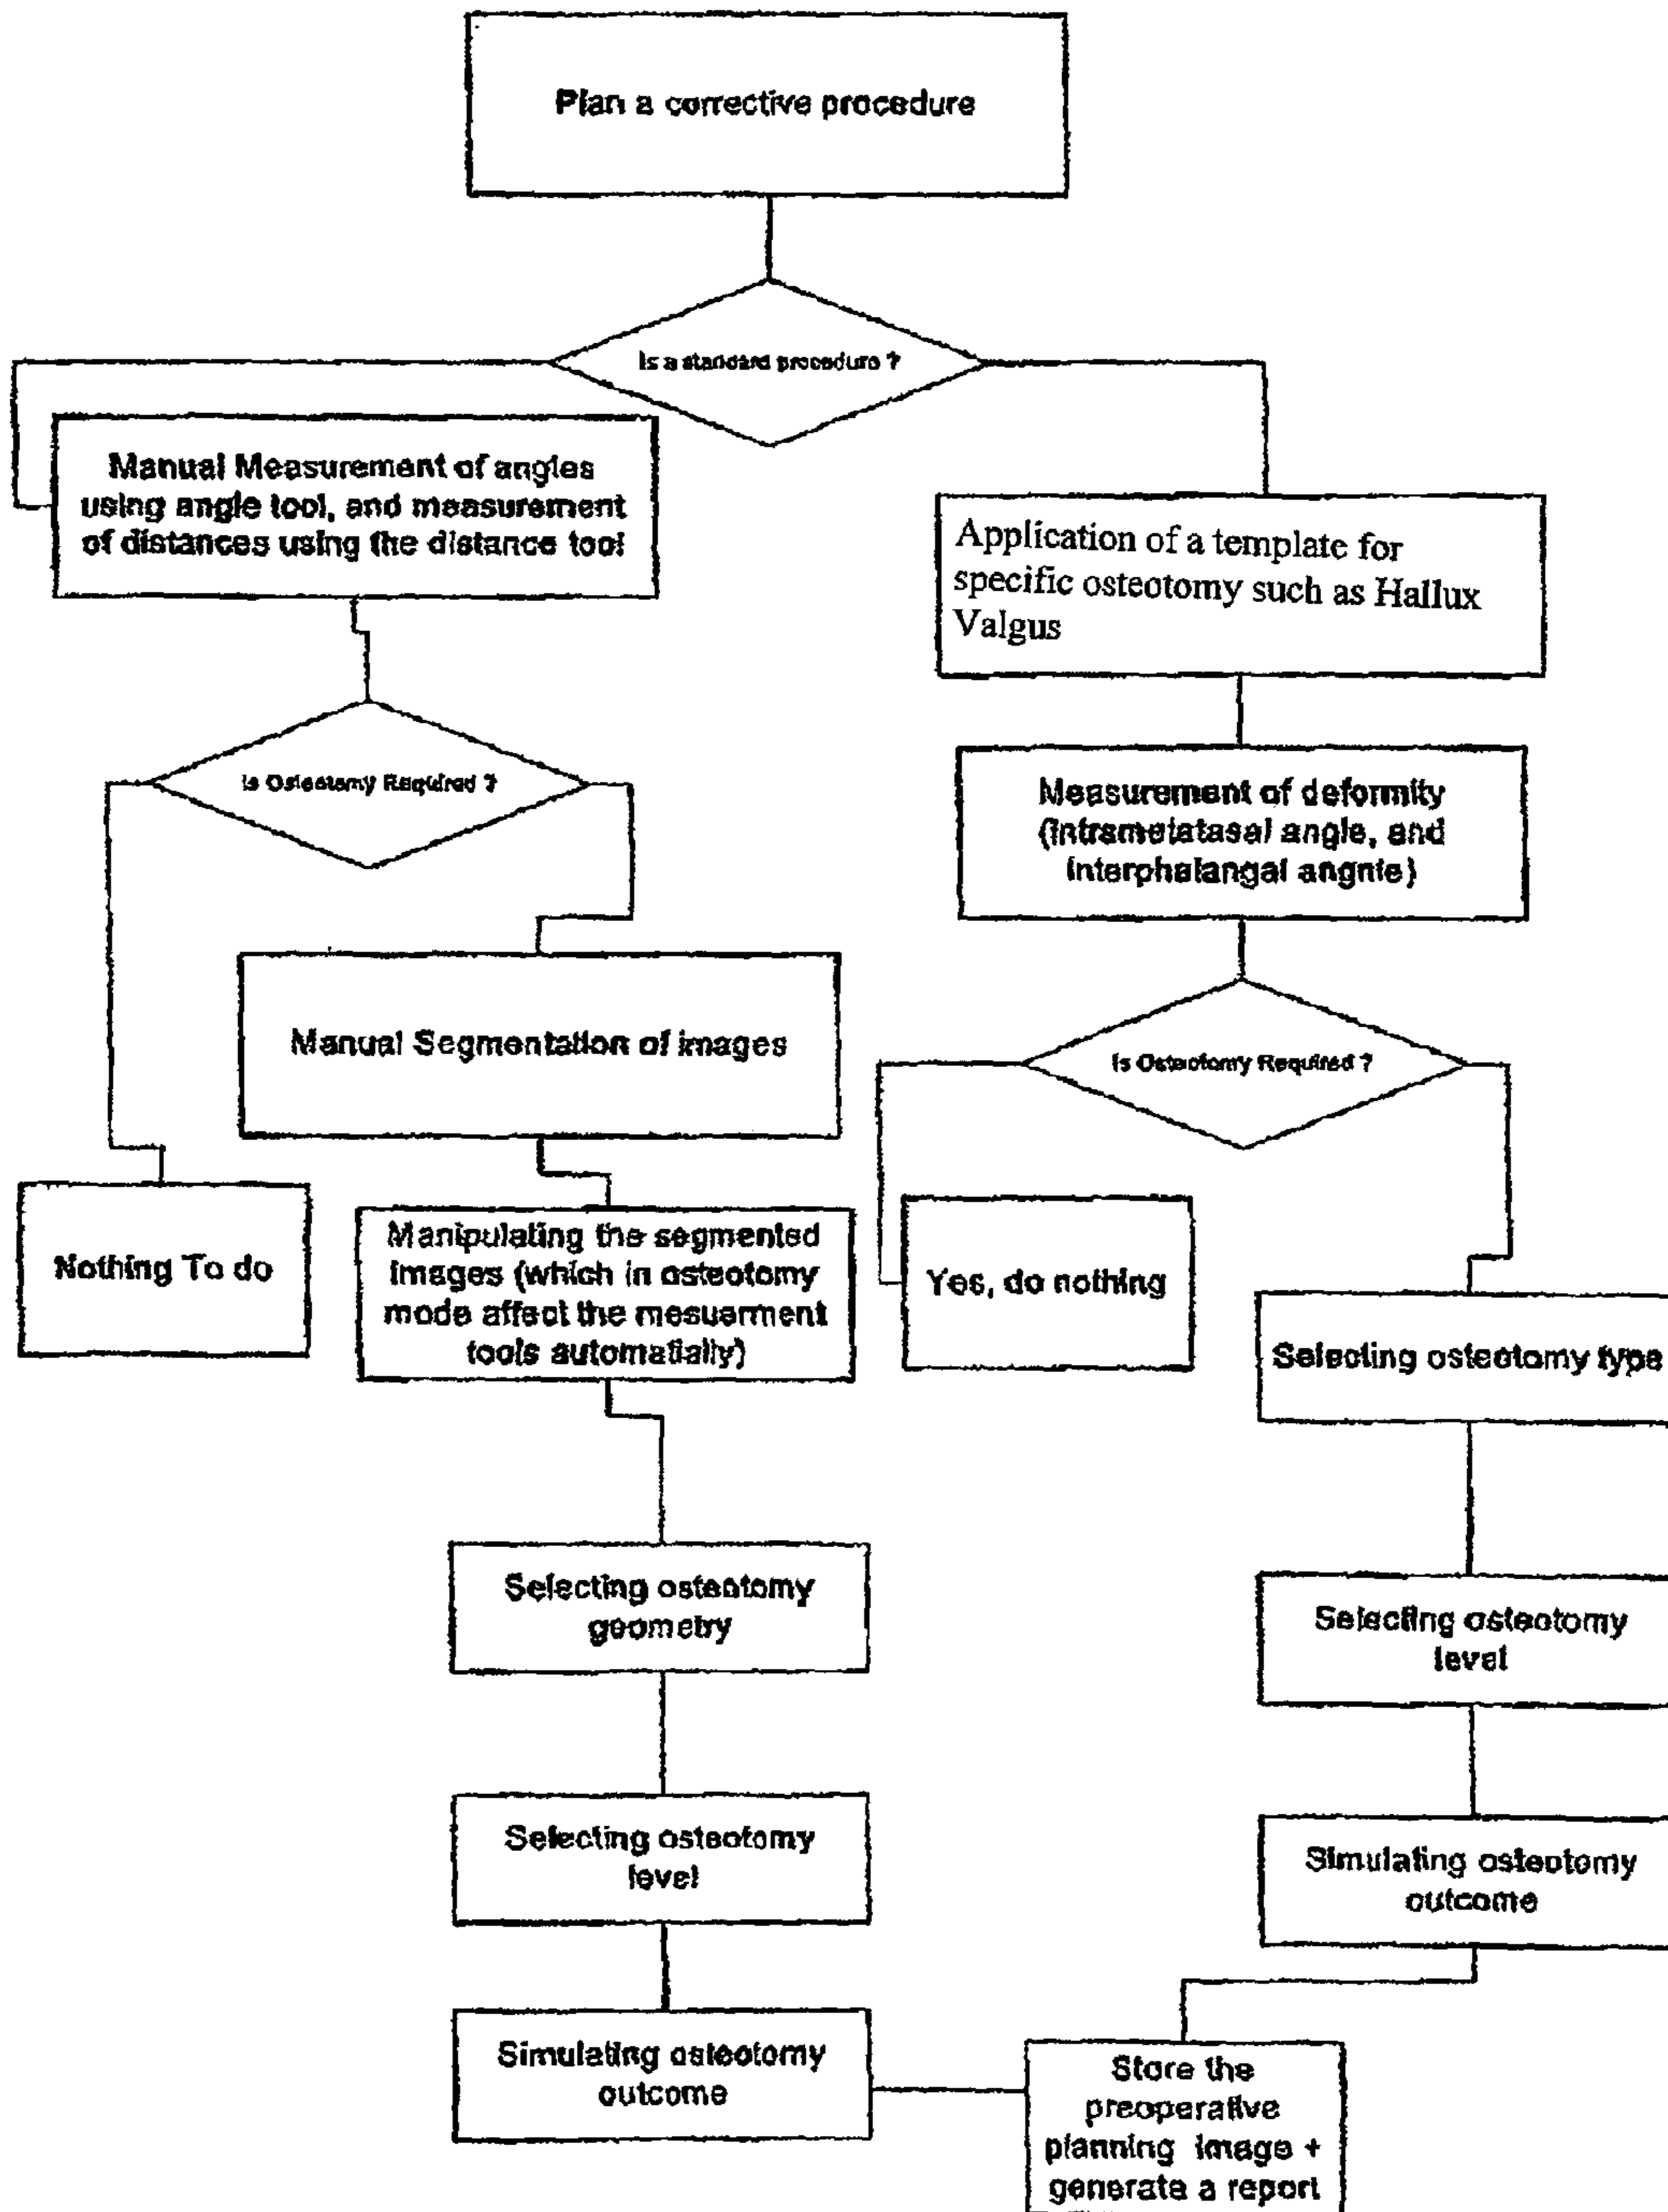 Plan a corrective procedure
Is a standard procedure ?
Manual Measurement of angles
using angle tool, and measurement
of distances using the distance tool
Application of a template for
specific osteotomy such as Hallux
Valgus
Is Osteotomy Required ?
Measurement of deformity
(intrametatasal angle, and
interphalangal angnle)
Manual Segmentation of images
Is Osteotomy Required ?
Nothing To do
Manipulating the segmented
images (which in osteotomy
mode affect the mesuerment
tools automatially)
Yes, do nothing
Selecting osteotomy type
Selecting osteotomy
geometry
Selecting osteotomy
level
Selecting osteotomy
level
Simulating osteotomy
outcome
Simulating osteotomy
outcome
Store the
preoperative
planning image +
generate a report